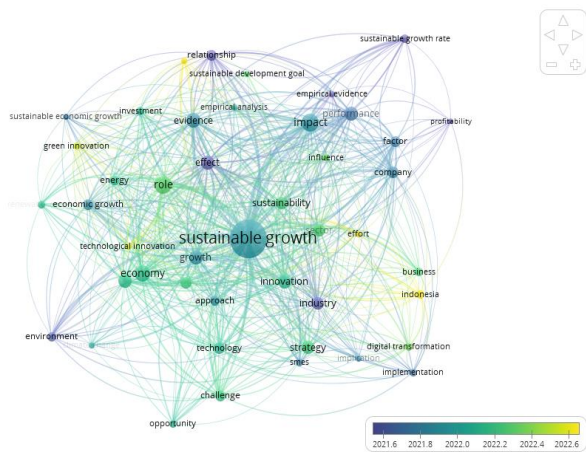 sustainable growth rate
relationship
sustainable development goal
empirical evidence
sustainable economic growth
investment
empirical analysis
performance
evidence
impact
profitability
green innovation
factor
effect
influence
company
energy
role
economic growth
sustainability
effort
technological innovation
sustainable growth
growth
economy
innovation
business
indonesia
approach
industry
environment
technology
strategy
digital transformation
smes
implication
implementation
challenge
opportunity
2021.6 2021.8 2022.0 2022.2 2022.4 2022.6